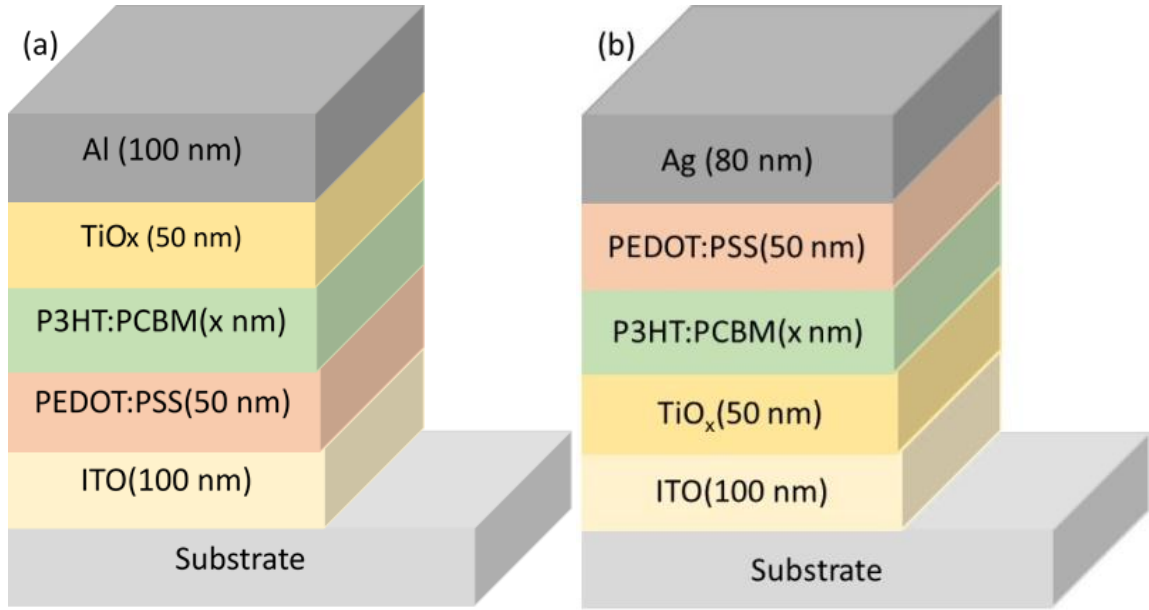 (a)
Al (100 nm)
TiOx (50 nm)
P3HT:PCBM(x nm)
PEDOT:PSS(50 nm)
ITO(100 nm)
Substrate
(b)
Ag (80 nm)
PEDOT:PSS(50 nm)
P3HT:PCBM(x nm)
TiOₓ(50 nm)
ITO(100 nm)
Substrate